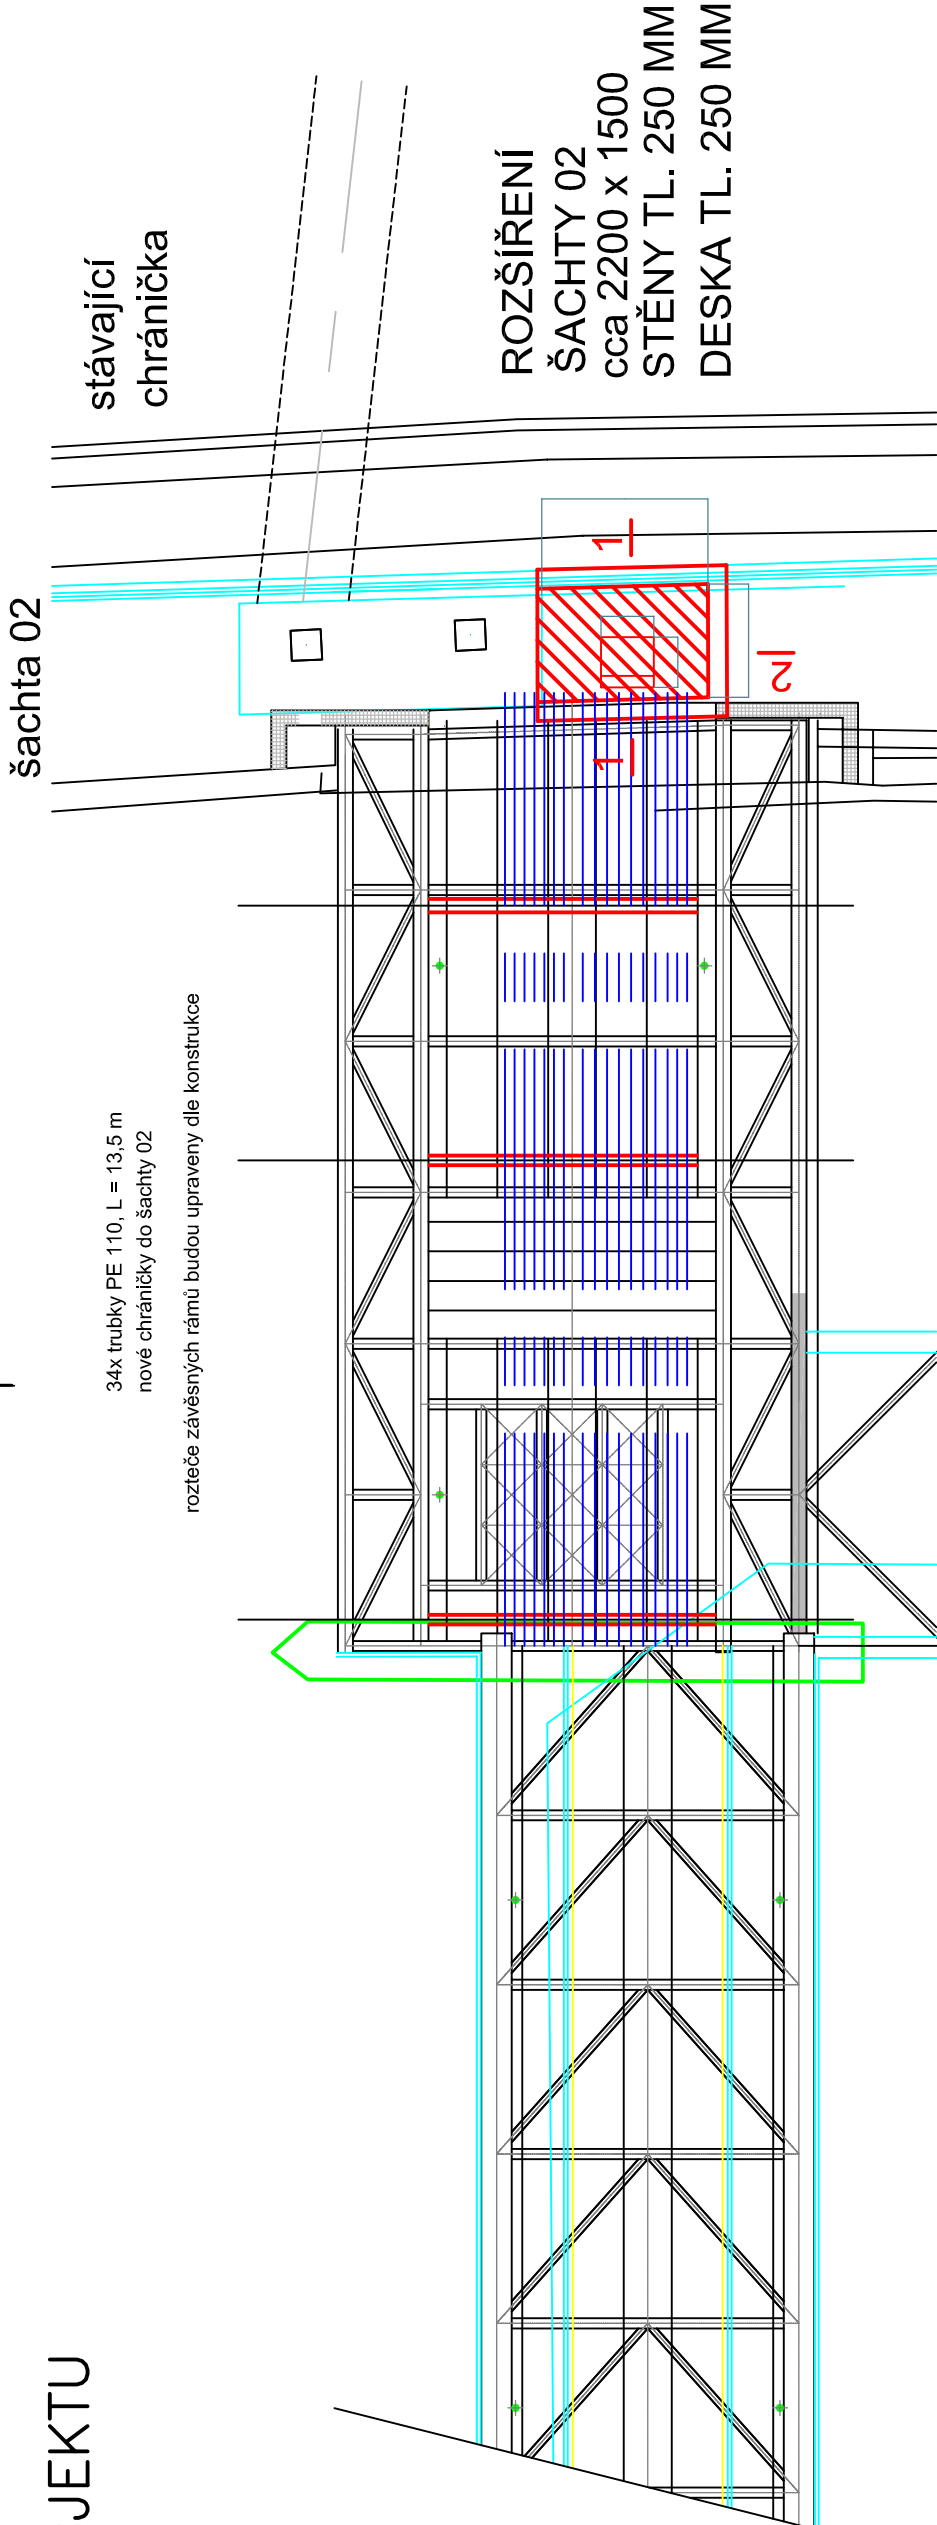 šachta 02
stávající
chránička
ROZŠÍŘENÍ
ŠACHTY 02
cca 2200 x 1500
STĚNY TL. 250 MM
DESKA TL. 250 MM
1
1
2
34x trubky PE 110, L = 13,5 m
nové chráničky do šachty 02
rozteče závěsných rámů budou upraveny dle konstrukce
JEKTU